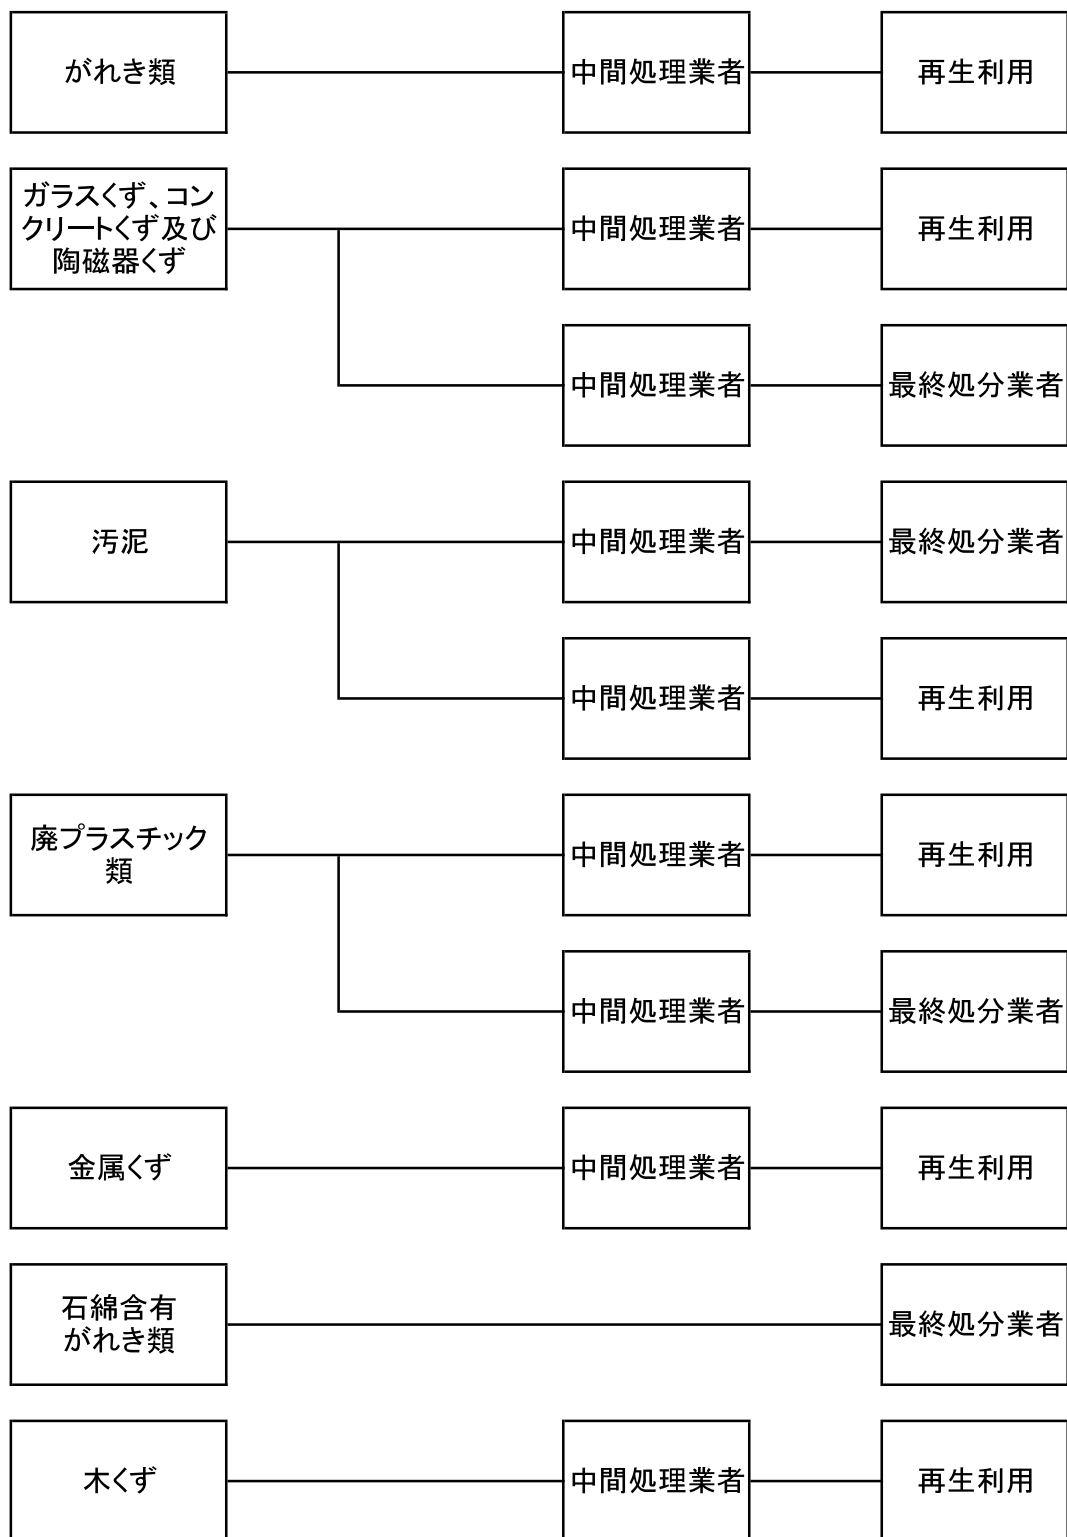 がれき類
中間処理業者
再生利用
ガラスくず、コン
クリートくず及び
陶磁器くず
中間処理業者
再生利用
中間処理業者
最終処分業者
汚泥
中間処理業者
最終処分業者
中間処理業者
再生利用
廃プラスチック
類
中間処理業者
再生利用
中間処理業者
最終処分業者
金属くず
中間処理業者
再生利用
石綿含有
がれき類
最終処分業者
木くず
中間処理業者
再生利用